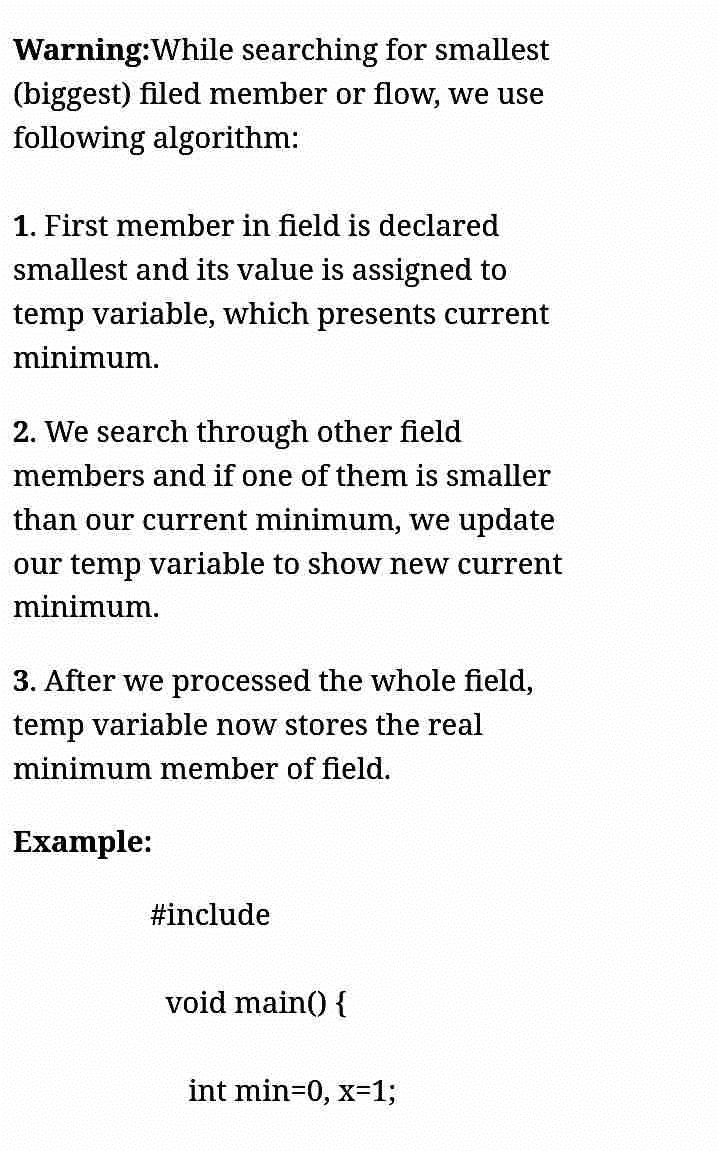 Warning:While searching for smallest
(biggest) filed member or flow, we use
following algorithm:
1. First member in field is declared
smallest and its value is assigned to
temp variable, which presents current
minimum.
2. We search through other field
members and if one of them is smaller
than our current minimum, we update
our temp variable to show new current
minimum.
3. After we processed the whole field,
temp variable now stores the real
minimum member of field.
Example:
#include
void main() {
int min=0, x=1;